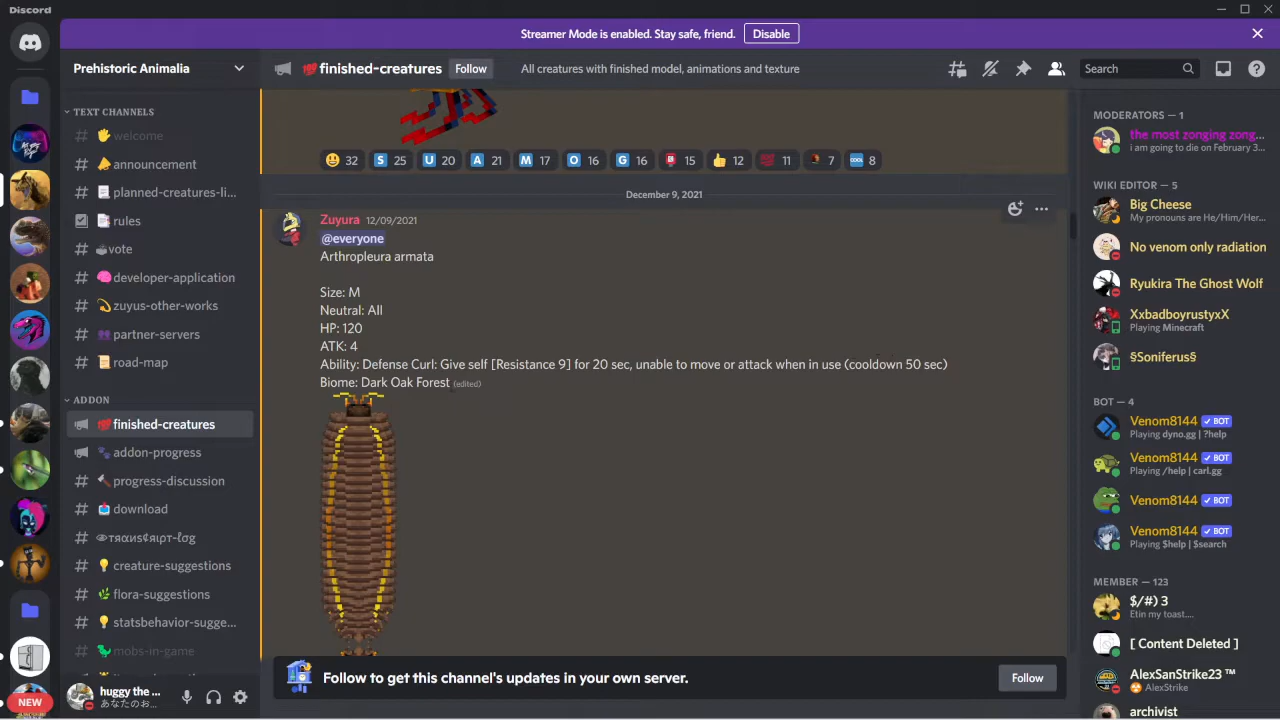 Discord
Streamer Mode is enabled. Stay safe, friend.
Disable
Prehistoric Animalia
finished-creatures
Follow
All creatures with finished model, animations and texture
Search
TEXT CHANNELS
welcome
announcement
planned-creatures-li...
rules
vote
developer-application
zuyus-other-works
partner-servers
road-map
ADDON
finished-creatures
addon-progress
progress-discussion
download
тяαиѕ¢яιρт-ℓσg
creature-suggestions
flora-suggestions
statsbehavior-sugge...
mobs-in-game
NEW
huggy the ...
あなたのお...
32
S 25
U 20
A 21
M 17
O 16
G 16
15
12
11
7
COOL 8
December 9, 2021
Zuyura 12/09/2021
@everyone
Arthropleura armata
Size: M
Neutral: All
HP: 120
ATK: 4
Ability: Defense Curl: Give self [Resistance 9] for 20 sec, unable to move or attack when in use (cooldown 50 sec)
Biome: Dark Oak Forest (edited)
Follow to get this channel's updates in your own server.
Follow
MODERATORS — 1
the most zonging zong...
i am going to die on February 3...
WIKI EDITOR — 5
Big Cheese
My pronouns are He/Him/Her...
No venom only radiation
Ryukira The Ghost Wolf
XxbadboyrustyxX
Playing Minecraft
§Soniferus§
BOT — 4
Venom8144 BOT
Playing dyno.gg | ?help
Venom8144 BOT
Playing /help | carl.gg
Venom8144 BOT
Venom8144 BOT
Playing $help | $search
MEMBER — 123
$/#) 3
Etin my toast....
[ Content Deleted ]
AlexSanStrike23 ™
AlexStrike
archivist